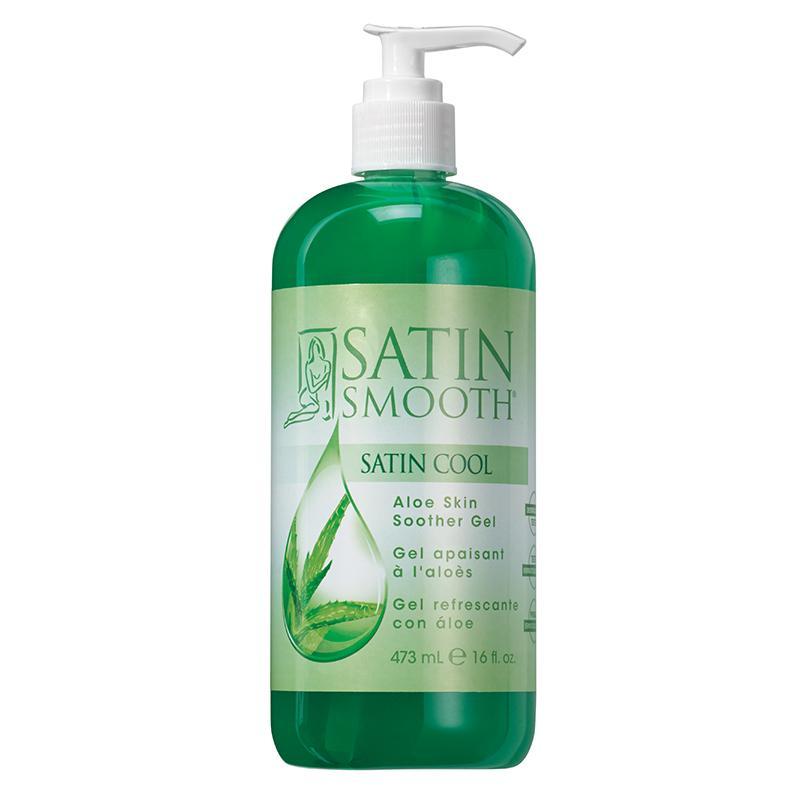 SATIN
SMOOTH®
SATIN COOL
Aloe Skin
Soother Gel
Gel apaisant
à l'aloès
Gel refrescante
con áloe
473 mL ℮ 16 fl. oz.